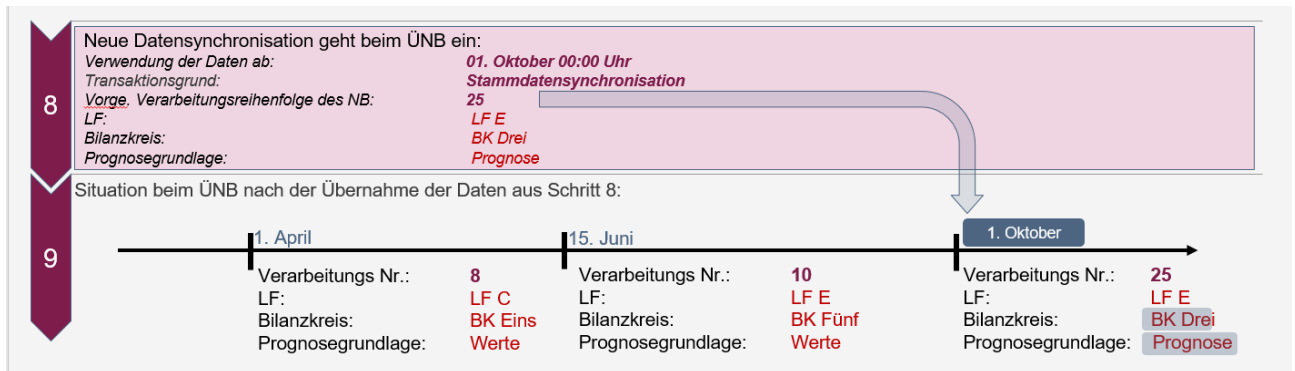 8
Neue Datensynchronisation geht beim ÜNB ein:
Verwendung der Daten ab: 01. Oktober 00:00 Uhr
Transaktionsgrund: Stammdatensynchronisation
Vorge. Verarbeitungsreihenfolge des NB: 25
LF: LF E
Bilanzkreis: BK Drei
Prognosegrundlage: Prognose
9
Situation beim ÜNB nach der Übernahme der Daten aus Schritt 8:
1. April 15. Juni 1. Oktober
Verarbeitungs Nr.: 8 Verarbeitungs Nr.: 10 Verarbeitungs Nr.: 25
LF: LF C LF: LF E LF: LF E
Bilanzkreis: BK Eins Bilanzkreis: BK Fünf Bilanzkreis: BK Drei
Prognosegrundlage: Werte Prognosegrundlage: Werte Prognosegrundlage: Prognose